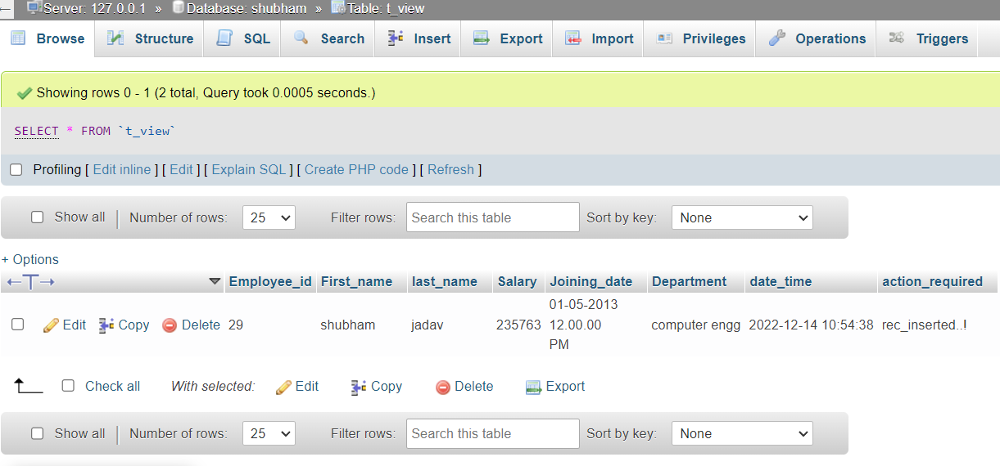 Server: 127.0.0.1 » Database: shubham » Table: t_view
Browse Structure SQL Search Insert Export Import Privileges Operations Triggers
Showing rows 0 - 1 (2 total, Query took 0.0005 seconds.)
SELECT * FROM `t_view`
Profiling [ Edit inline ] [ Edit ] [ Explain SQL ] [ Create PHP code ] [ Refresh ]
Show all Number of rows: 25 Filter rows: Search this table Sort by key: None
+ Options
←T→ Employee_id First_name last_name Salary Joining_date Department date_time action_required
Edit Copy Delete 29 shubham jadav 235763 01-05-2013 12.00.00 PM computer engg 2022-12-14 10:54:38 rec_inserted..!
Check all With selected: Edit Copy Delete Export
Show all Number of rows: 25 Filter rows: Search this table Sort by key: None